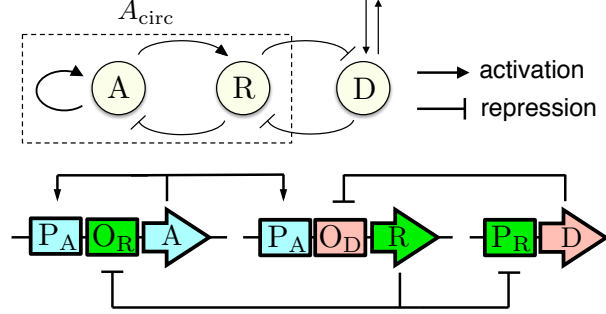 A_circ
A R D
activation
repression
P_A O_R A P_A O_D R P_R D